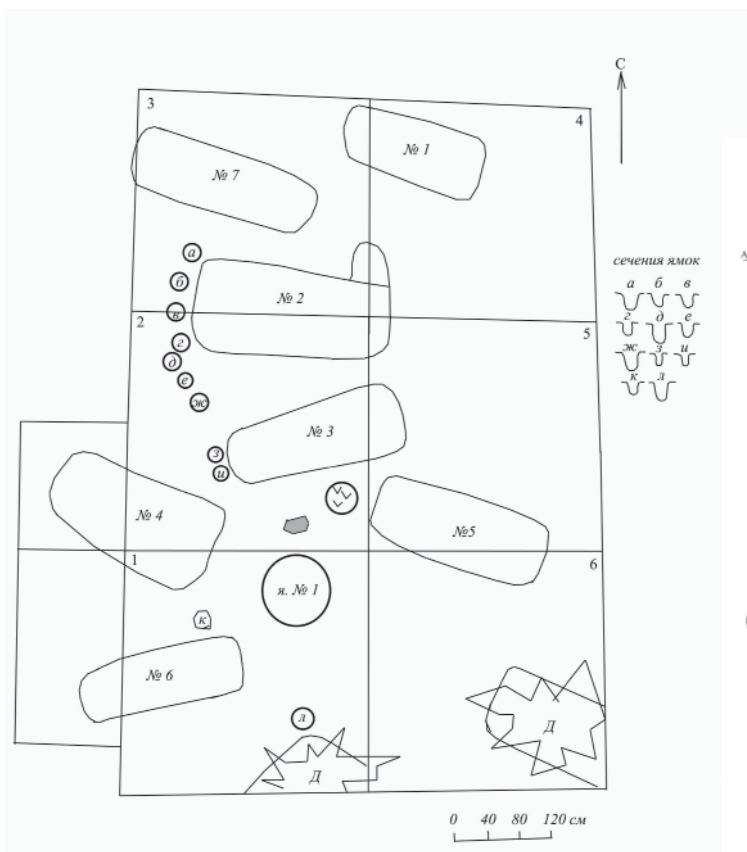 С
3
4
№ 7
№ 1
а
б
в
№ 2
сечения ямок
а б в
г д е
ж з и
к л
2
5
г
д
е
ж
з
и
№ 3
№ 4
№5
1
6
я. № 1
к
№ 6
л
Д
Д
0 40 80 120 см